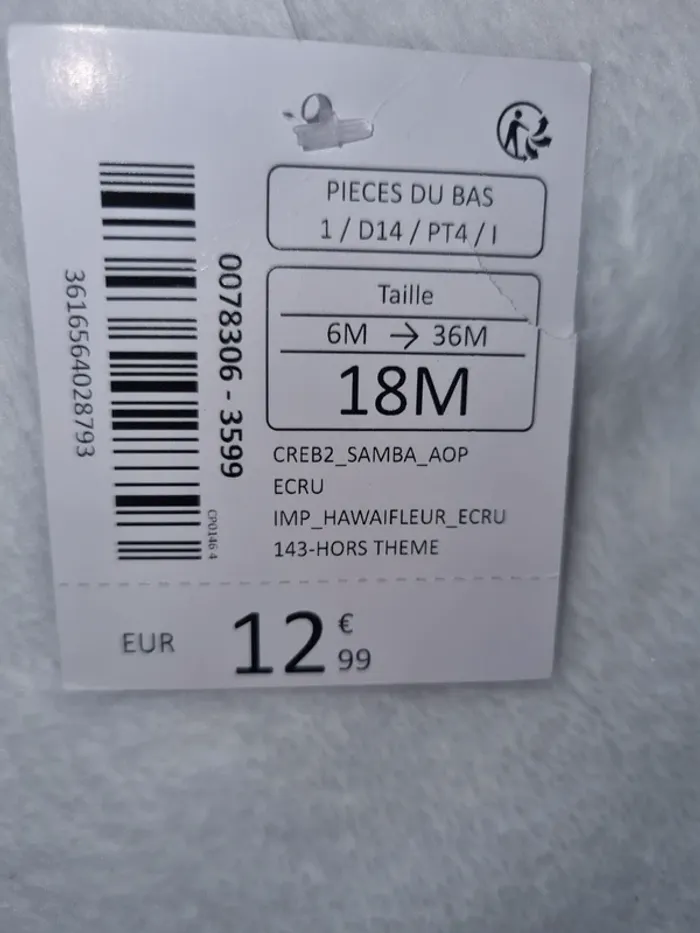 PIECES DU BAS
1 / D14 / PT4 / I
Taille
6M → 36M
18M
CREB2_SAMBA_AOP
ECRU
IMP_HAWAIFLEUR_ECRU
143-HORS THEME
0078306 - 3599
3616564028793
CP0146 4
EUR 12 € 99